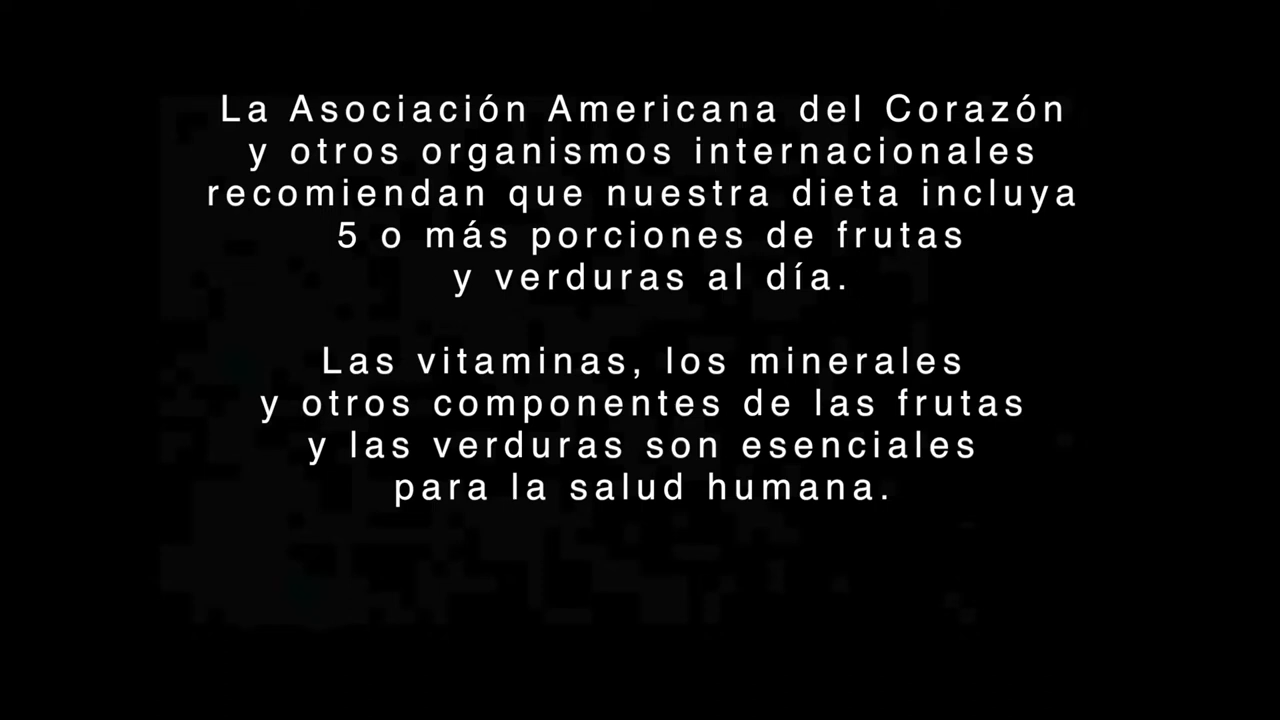 La Asociación Americana del Corazón
y otros organismos internacionales
recomiendan que nuestra dieta incluya
5 o más porciones de frutas
y verduras al día.
Las vitaminas, los minerales
y otros componentes de las frutas
y las verduras son esenciales
para la salud humana.